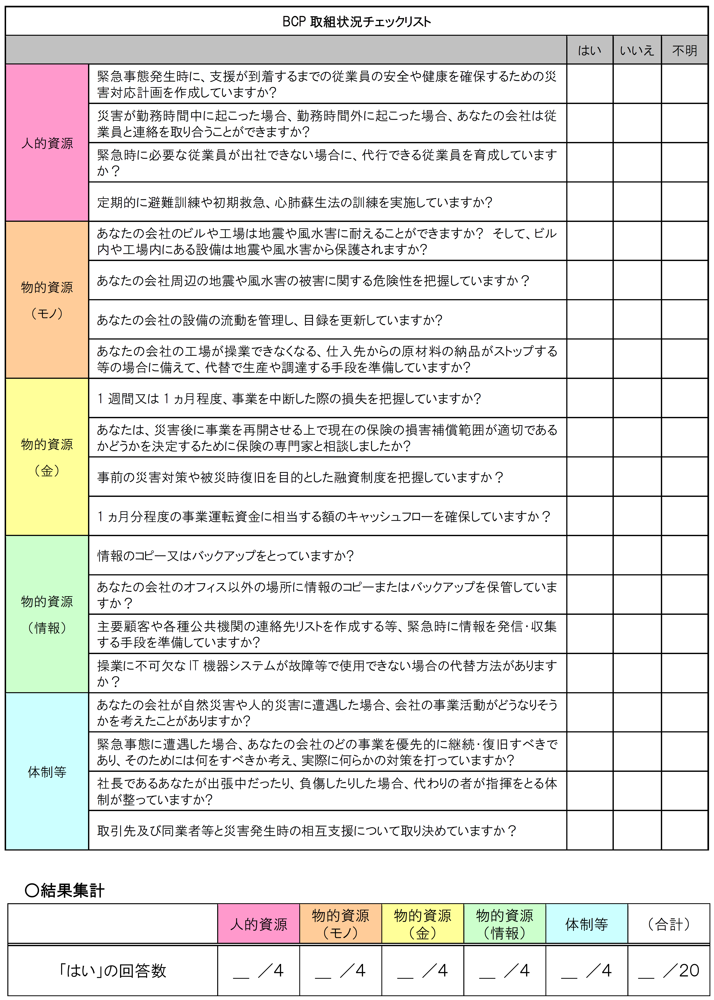 BCP 取組状況チェックリスト
はい いいえ 不明
人的資源
緊急事態発生時に、支援が到着するまでの従業員の安全や健康を確保するための災
害対応計画を作成していますか?
災害が勤務時間中に起こった場合、勤務時間外に起こった場合、あなたの会社は従
業員と連絡を取り合うことができますか?
緊急時に必要な従業員が出社できない場合に、代行できる従業員を育成しています
か？
定期的に避難訓練や初期救急、心肺蘇生法の訓練を実施していますか?
物的資源
（モノ）
あなたの会社のビルや工場は地震や風水害に耐えることができますか?　そして、ビル
内や工場内にある設備は地震や風水害から保護されますか?
あなたの会社周辺の地震や風水害の被害に関する危険性を把握していますか？
あなたの会社の設備の流動を管理し、目録を更新していますか?
あなたの会社の工場が操業できなくなる、仕入先からの原材料の納品がストップする
等の場合に備えて、代替で生産や調達する手段を準備していますか?
物的資源
（金）
1 週間又は 1 ヵ月程度、事業を中断した際の損失を把握していますか?
あなたは、災害後に事業を再開させる上で現在の保険の損害補償範囲が適切である
かどうかを決定するために保険の専門家と相談しましたか?
事前の災害対策や被災時復旧を目的とした融資制度を把握していますか？
1 ヵ月分程度の事業運転資金に相当する額のキャッシュフローを確保していますか？
物的資源
（情報）
情報のコピー又はバックアップをとっていますか?
あなたの会社のオフィス以外の場所に情報のコピーまたはバックアップを保管していま
すか？
主要顧客や各種公共機関の連絡先リストを作成する等、緊急時に情報を発信・収集
する手段を準備していますか?
操業に不可欠な IT 機器システムが故障等で使用できない場合の代替方法があります
か？
体制等
あなたの会社が自然災害や人的災害に遭遇した場合、会社の事業活動がどうなりそう
かを考えたことがありますか?
緊急事態に遭遇した場合、あなたの会社のどの事業を優先的に継続・復旧すべきで
あり、そのためには何をすべきか考え、実際に何らかの対策を打っていますか?
社長であるあなたが出張中だったり、負傷したりした場合、代わりの者が指揮をとる体
制が整っていますか?
取引先及び同業者等と災害発生時の相互支援について取り決めていますか？
〇結果集計
人的資源
物的資源
（モノ）
物的資源
（金）
物的資源
（情報）
体制等
（合計）
「はい」の回答数 ＿ ／4 ＿ ／4 ＿ ／4 ＿ ／4 ＿ ／4 ＿ ／20